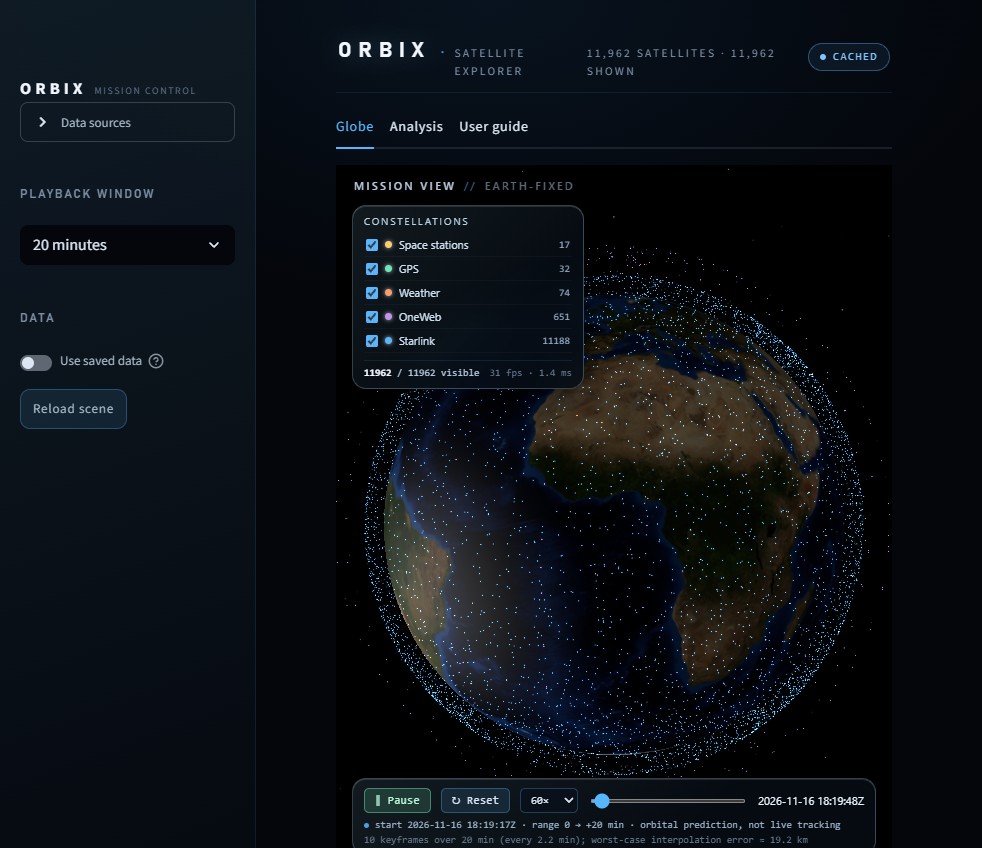 ORBIX MISSION CONTROL
Data sources
PLAYBACK WINDOW
20 minutes
DATA
Use saved data ?
Reload scene
ORBIX · SATELLITE EXPLORER
11,962 SATELLITES · 11,962 SHOWN
CACHED
Globe Analysis User guide
MISSION VIEW // EARTH-FIXED
CONSTELLATIONS
Space stations 17
GPS 32
Weather 74
OneWeb 651
Starlink 11188
11962 / 11962 visible 31 fps · 1.4 ms
Pause ↻ Reset 60× 2026-11-16 18:19:48Z
start 2026-11-16 18:19:17Z · range 0 → +20 min · orbital prediction, not live tracking
10 keyframes over 20 min (every 2.2 min); worst-case interpolation error ≈ 19.2 km